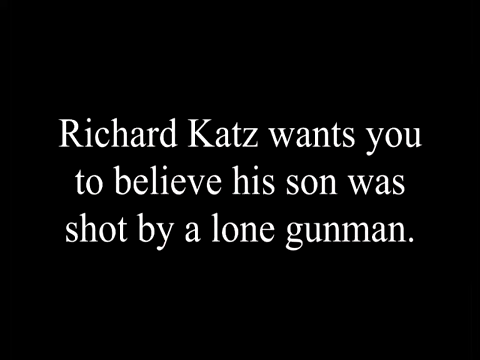 Richard Katz wants you
to believe his son was
shot by a lone gunman.